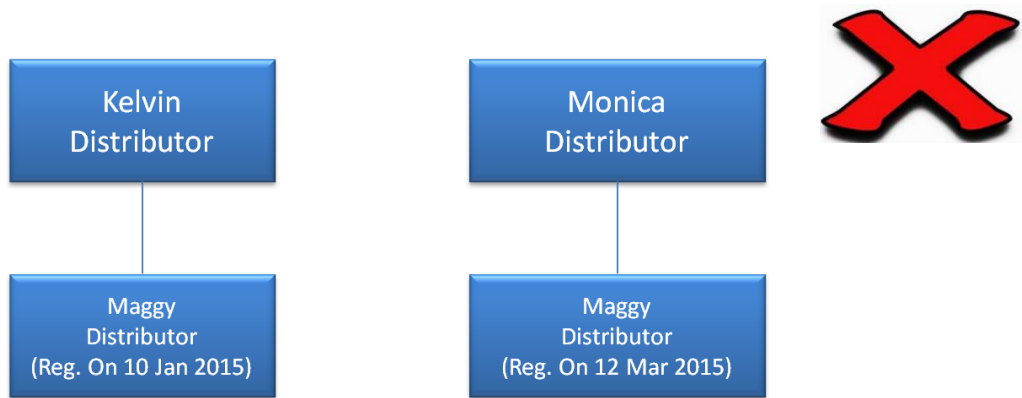 Kelvin
Distributor
Monica
Distributor
Maggy
Distributor
(Reg. On 10 Jan 2015)
Maggy
Distributor
(Reg. On 12 Mar 2015)